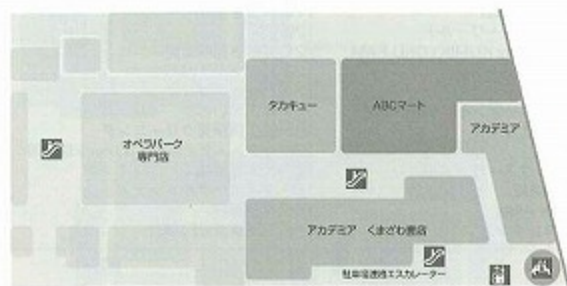 タカキュー
ABCマート
アカデミア
オペラパーク
専門店
アカデミア くまざわ書店
駐車場連絡エスカレーター